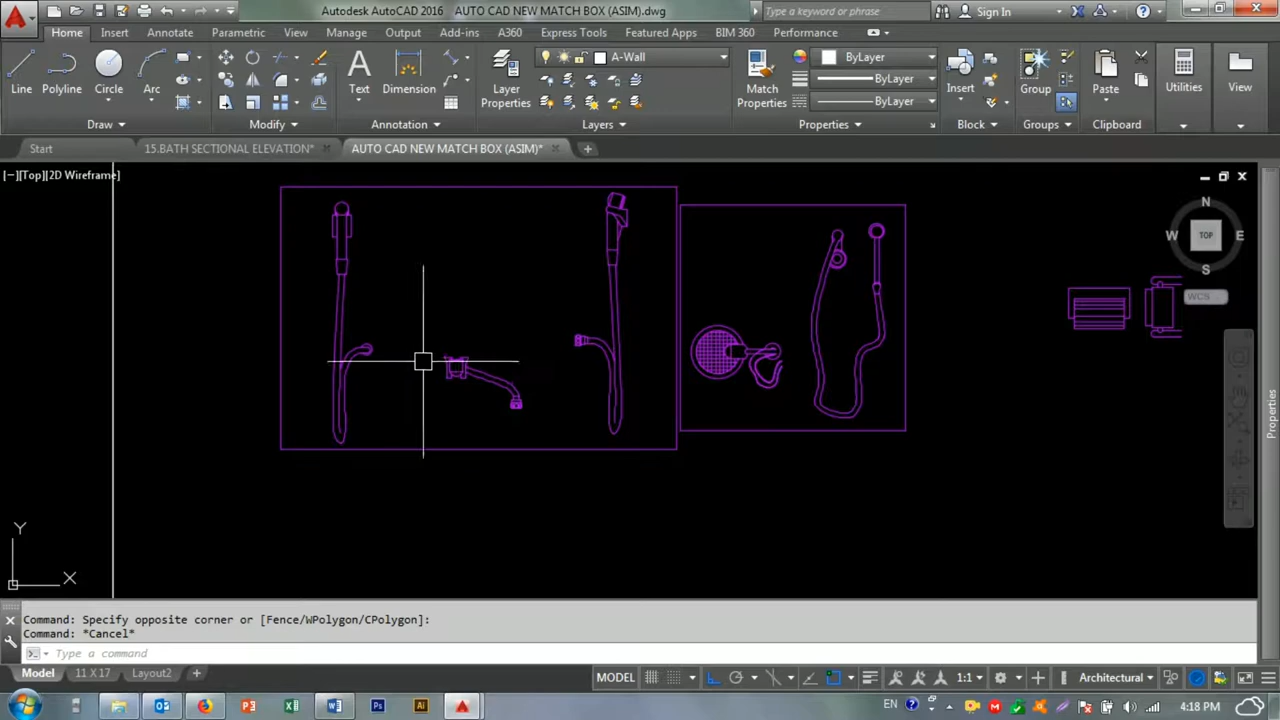 Autodesk AutoCAD 2016 AUTO CAD NEW MATCH BOX (ASIM).dwg
Type a keyword or phrase
Sign In
Home Insert Annotate Parametric View Manage Output Add-ins A360 Express Tools Featured Apps BIM 360 Performance
A-Wall
ByLayer
ByLayer
ByLayer
Line Polyline Circle Arc
Text Dimension
Layer Properties
Match Properties
Insert
Group
Paste
Utilities
View
Draw Modify Annotation Layers Properties Block Groups Clipboard
Start 15.BATH SECTIONAL ELEVATION* AUTO CAD NEW MATCH BOX (ASIM)*
[−][Top][2D Wireframe]
N
W TOP E
S
WCS
Properties
Y
X
Command: Specify opposite corner or [Fence/WPolygon/CPolygon]:
Command: *Cancel*
Type a command
Model 11 X 17 Layout2
MODEL 1:1 Architectural
EN 4:18 PM